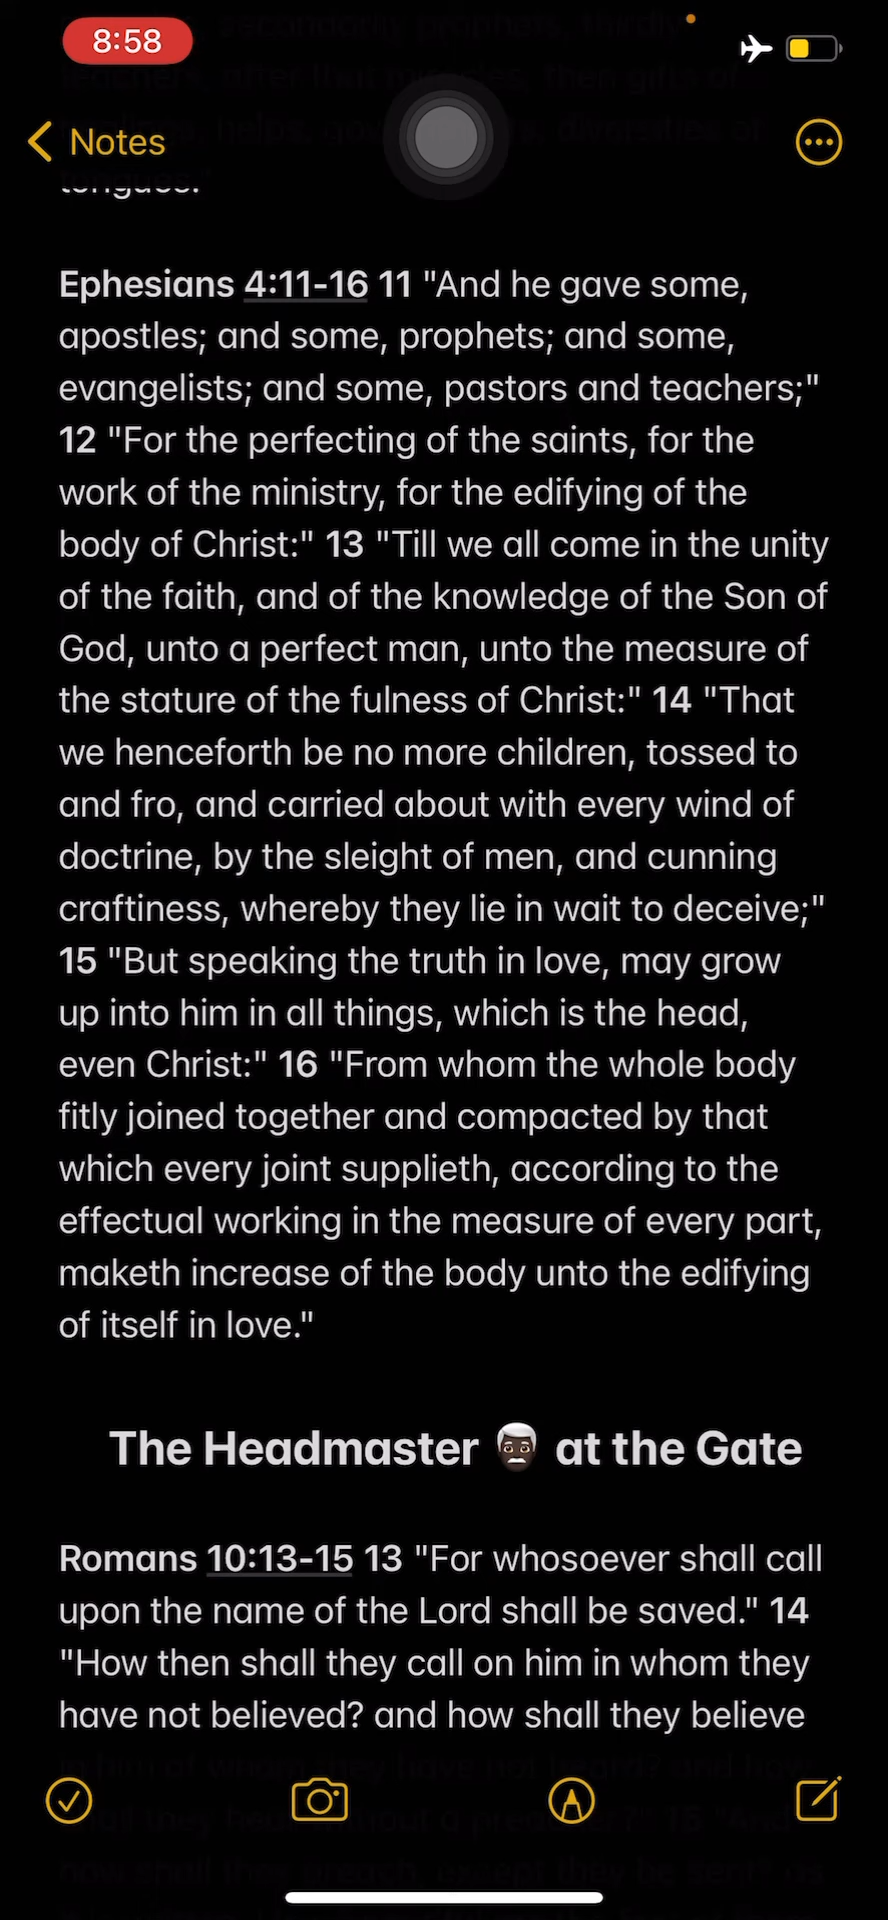 8:58
Notes
tongues."
Ephesians 4:11-16 11 "And he gave some,
apostles; and some, prophets; and some,
evangelists; and some, pastors and teachers;"
12 "For the perfecting of the saints, for the
work of the ministry, for the edifying of the
body of Christ:" 13 "Till we all come in the unity
of the faith, and of the knowledge of the Son of
God, unto a perfect man, unto the measure of
the stature of the fulness of Christ:" 14 "That
we henceforth be no more children, tossed to
and fro, and carried about with every wind of
doctrine, by the sleight of men, and cunning
craftiness, whereby they lie in wait to deceive;"
15 "But speaking the truth in love, may grow
up into him in all things, which is the head,
even Christ:" 16 "From whom the whole body
fitly joined together and compacted by that
which every joint supplieth, according to the
effectual working in the measure of every part,
maketh increase of the body unto the edifying
of itself in love."
The Headmaster 👨🏿‍🦳 at the Gate
Romans 10:13-15 13 "For whosoever shall call
upon the name of the Lord shall be saved." 14
"How then shall they call on him in whom they
have not believed? and how shall they believe